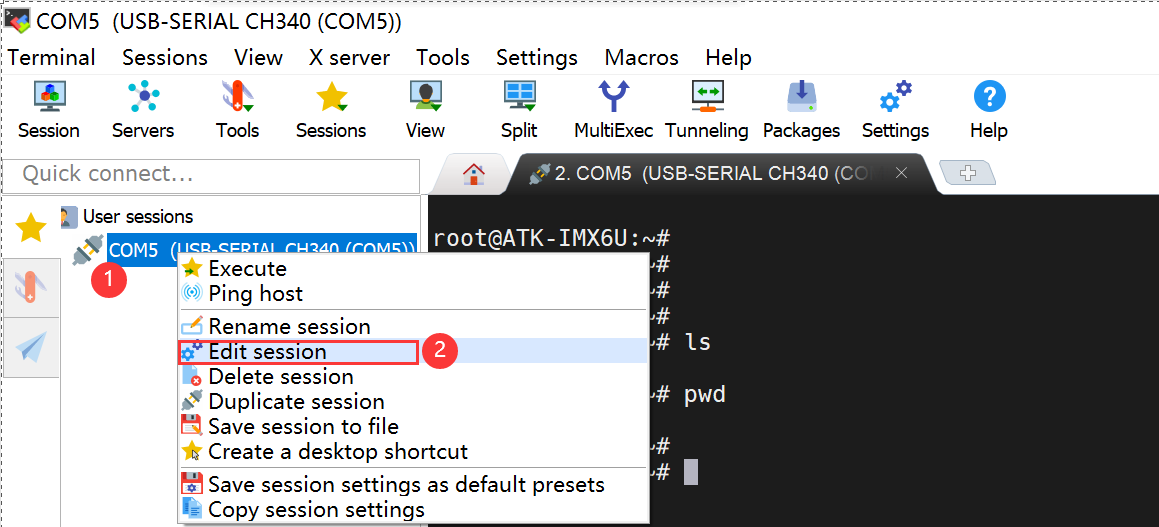 COM5  (USB-SERIAL CH340 (COM5))
Terminal Sessions View X server Tools Settings Macros Help
Session Servers Tools Sessions View Split MultiExec Tunneling Packages Settings Help
Quick connect...
2. COM5  (USB-SERIAL CH340 (CO
User sessions
COM5  (USB-SERIAL CH340 (COM5))
1
Execute
Ping host
Rename session
Edit session
2
Delete session
Duplicate session
Save session to file
Create a desktop shortcut
Save session settings as default presets
Copy session settings
root@ATK-IMX6U:~#
~#
~#
~#
~# ls
~# pwd
~#
~#